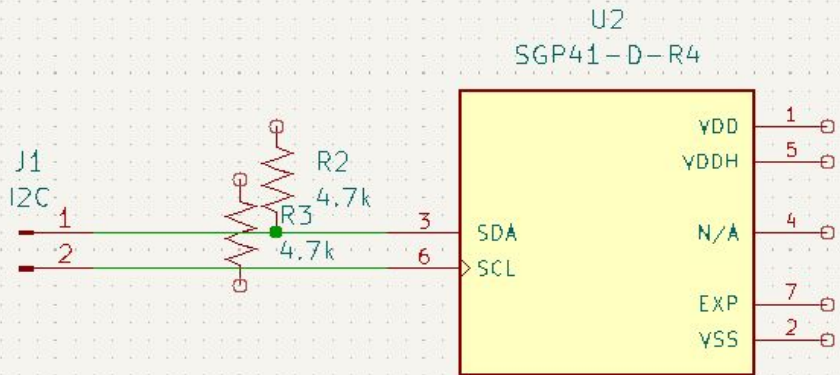 U2
SGP41-D-R4
VDD 1
VDDH 5
J1
I2C
R2
4.7k
R3
4.7k
1
2
3 SDA
6 SCL
N/A 4
EXP 7
VSS 2